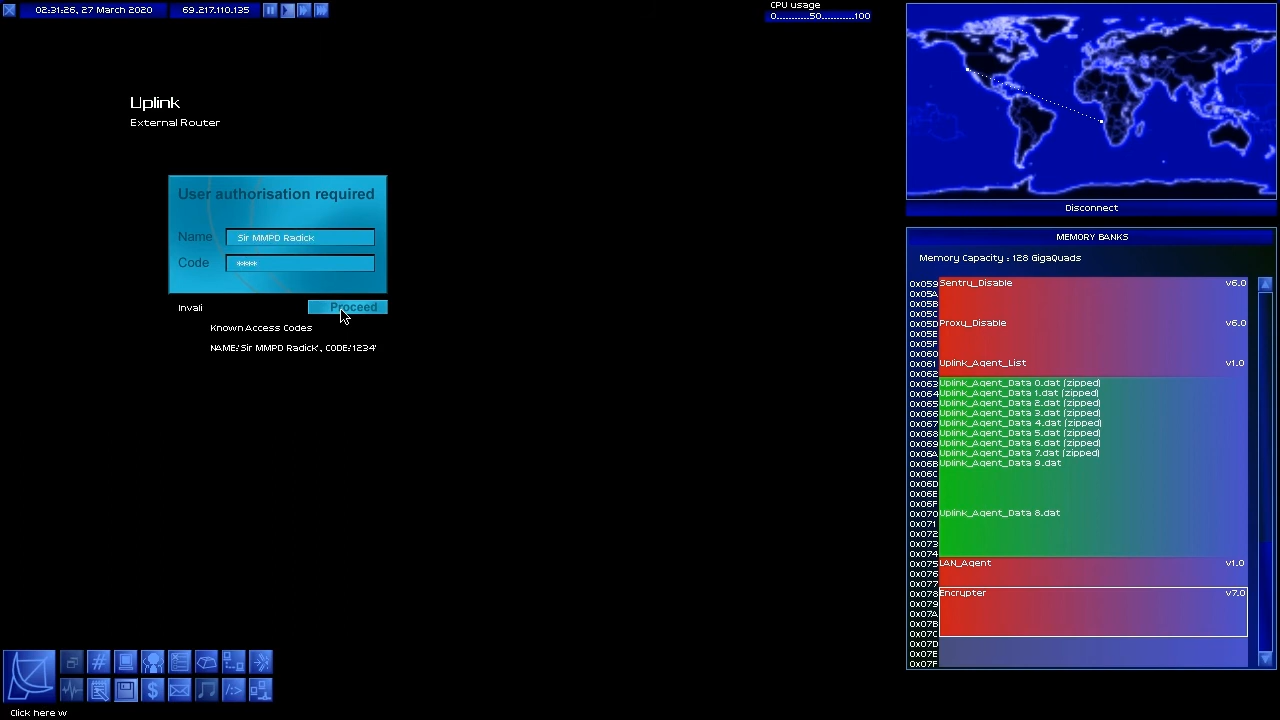 02:31:26, 27 March 2020
69.217.110.135
CPU usage
0...........50...........100
Uplink
External Router
User authorisation required
Name Sir MMPD Radick
Code ****
Invali
Proceed
Known Access Codes
NAME:'Sir MMPD Radick', CODE:'1234'
Disconnect
MEMORY BANKS
Memory Capacity : 128 GigaQuads
0x059 Sentry_Disable v6.0
0x05A
0x05B
0x05C
0x05D Proxy_Disable v6.0
0x05E
0x05F
0x060
0x061 Uplink_Agent_List v1.0
0x062
0x063 Uplink_Agent_Data 0.dat (zipped)
0x064 Uplink_Agent_Data 1.dat (zipped)
0x065 Uplink_Agent_Data 2.dat (zipped)
0x066 Uplink_Agent_Data 3.dat (zipped)
0x067 Uplink_Agent_Data 4.dat (zipped)
0x068 Uplink_Agent_Data 5.dat (zipped)
0x069 Uplink_Agent_Data 6.dat (zipped)
0x06A Uplink_Agent_Data 7.dat (zipped)
0x06B Uplink_Agent_Data 9.dat
0x06C
0x06D
0x06E
0x06F
0x070 Uplink_Agent_Data 8.dat
0x071
0x072
0x073
0x074
0x075 LAN_Agent v1.0
0x076
0x077
0x078 Encrypter v7.0
0x079
0x07A
0x07B
0x07C
0x07D
0x07E
0x07F
Click here w